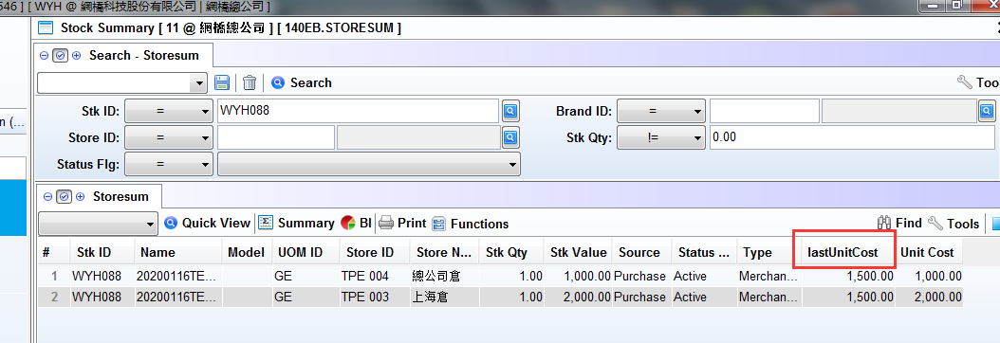 546 ] [ WYH @ 網橋科技股份有限公司 | 網橋總公司 ]
Stock Summary [ 11 @ 網橋總公司 ] [ 140EB.STORESUM ]
Search - Storesum
Search
Too
Stk ID: = WYH088 Brand ID: =
Store ID: = Stk Qty: != 0.00
Status Flg: =
n (...
Storesum
Quick View Summary BI Print Functions Find Tools
# Stk ID Name Model UOM ID Store ID Store N... Stk Qty Stk Value Source Status ... Type lastUnitCost Unit Cost
1 WYH088 20200116TE... GE TPE 004 總公司倉 1.00 1,000.00 Purchase Active Merchan... 1,500.00 1,000.00
2 WYH088 20200116TE... GE TPE 003 上海倉 1.00 2,000.00 Purchase Active Merchan... 1,500.00 2,000.00